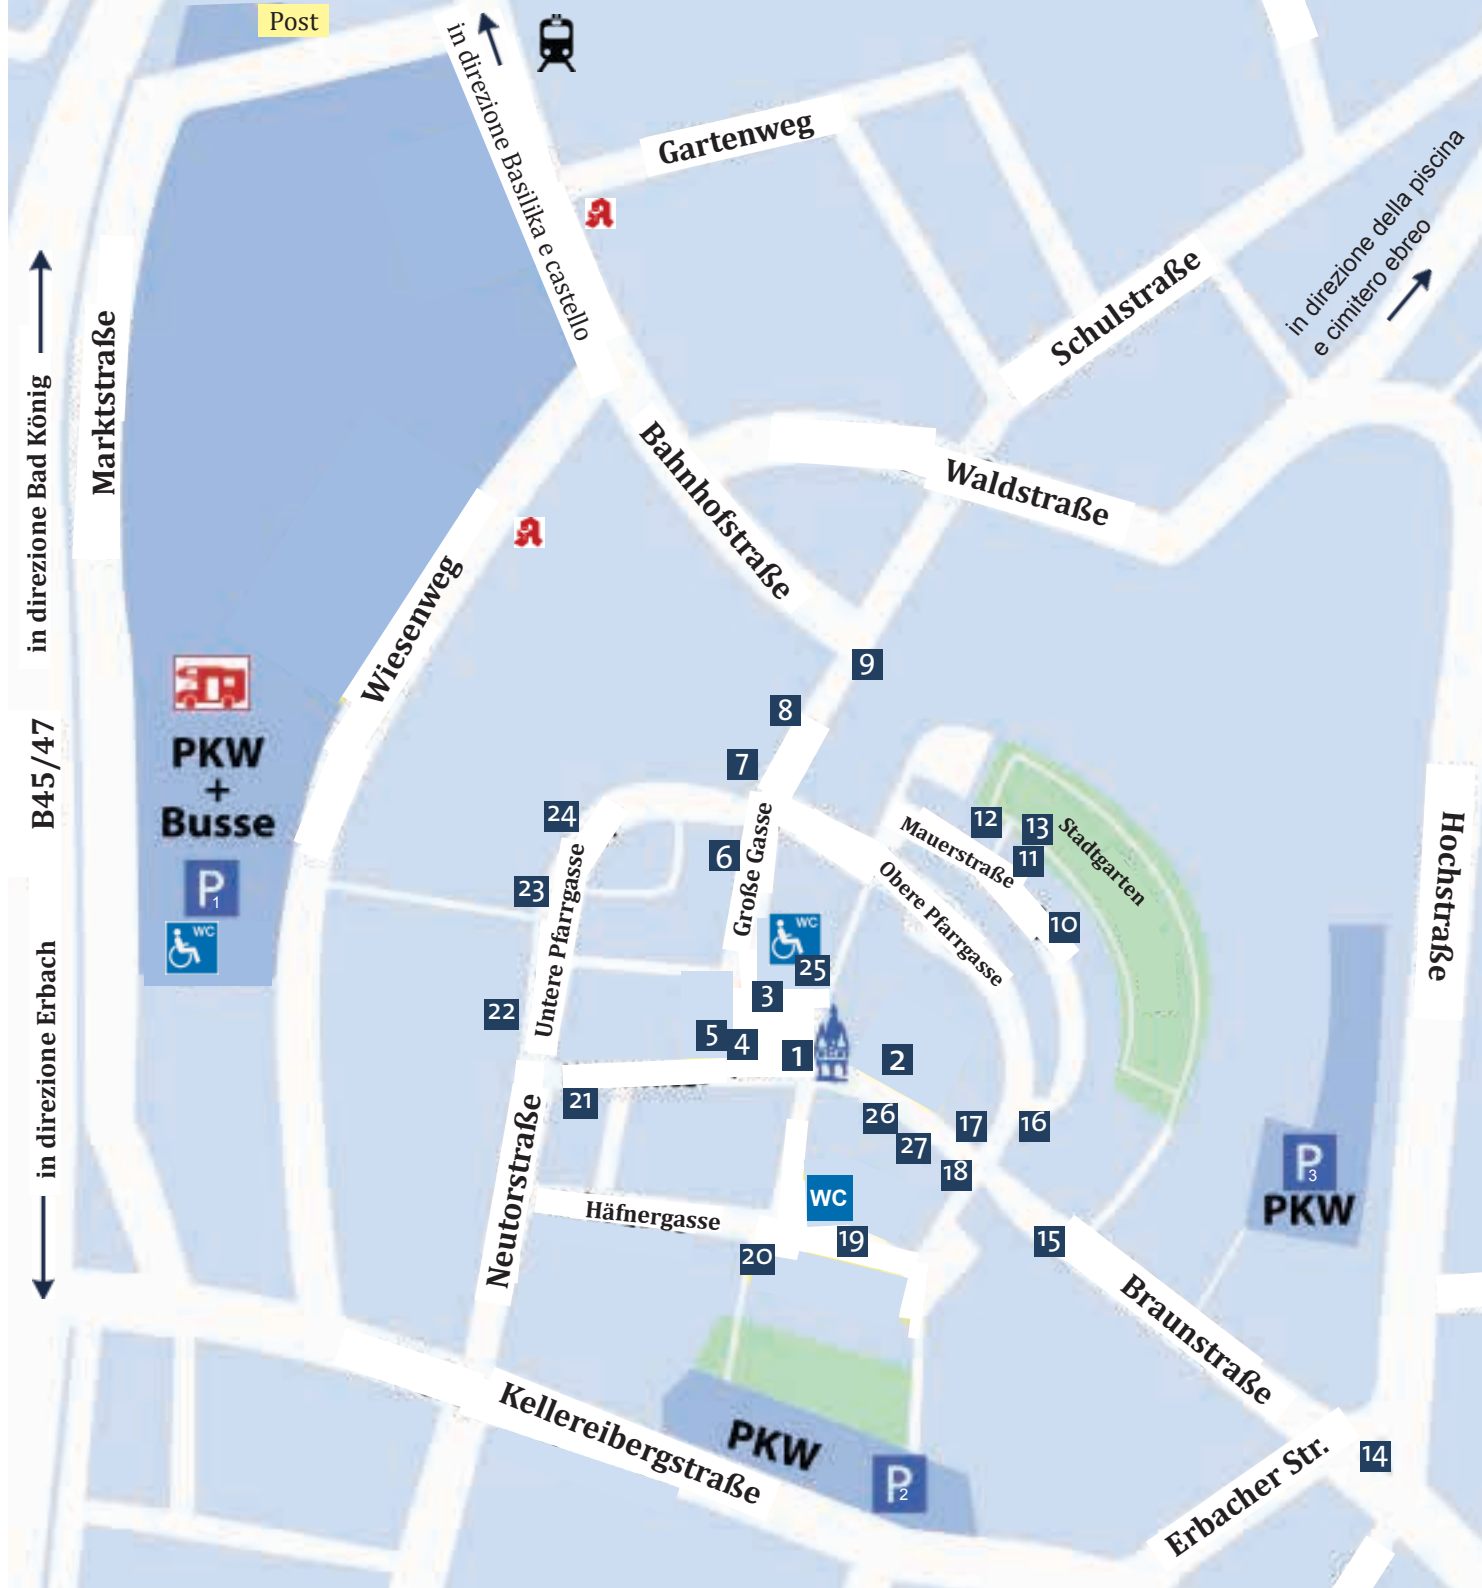 Post
in direzione Basilika e castello
Gartenweg
in direzione della piscina
e cimitero ebreo
Schulstraße
Marktstraße
in direzione Bad König
Bahnhofstraße
Waldstraße
Wiesenweg
9
8
7
PKW
+
Busse
P
1
WC
B45/47
in direzione Erbach
24
23
22
Untere Pfarrgasse
6
Große Gasse
12
13
11
10
Mauerstraße
Stadtgarten
Obere Pfarrgasse
Hochstraße
WC
25
3
5
4
1
2
21
26
27
17
16
18
P
3
PKW
Neutorstraße
Häfnergasse
WC
19
20
15
Braunstraße
Kellereibergstraße
PKW
P
2
Erbacher Str.
14